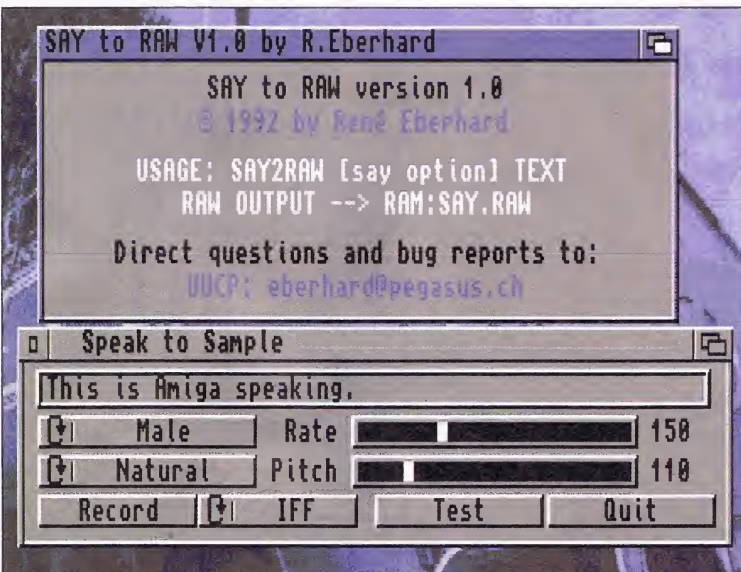 SAY to RAW V1.0 by R.Eberhard
SAY to RAW version 1.0
© 1992 by René Eberhard
USAGE: SAY2RAW [say option] TEXT
RAW OUTPUT --> RAM:SAY.RAW
Direct questions and bug reports to:
UUCP: eberhard@pegasus.ch
Speak to Sample
This is Amiga speaking.
Male Rate 150
Natural Pitch 110
Record IFF Test Quit